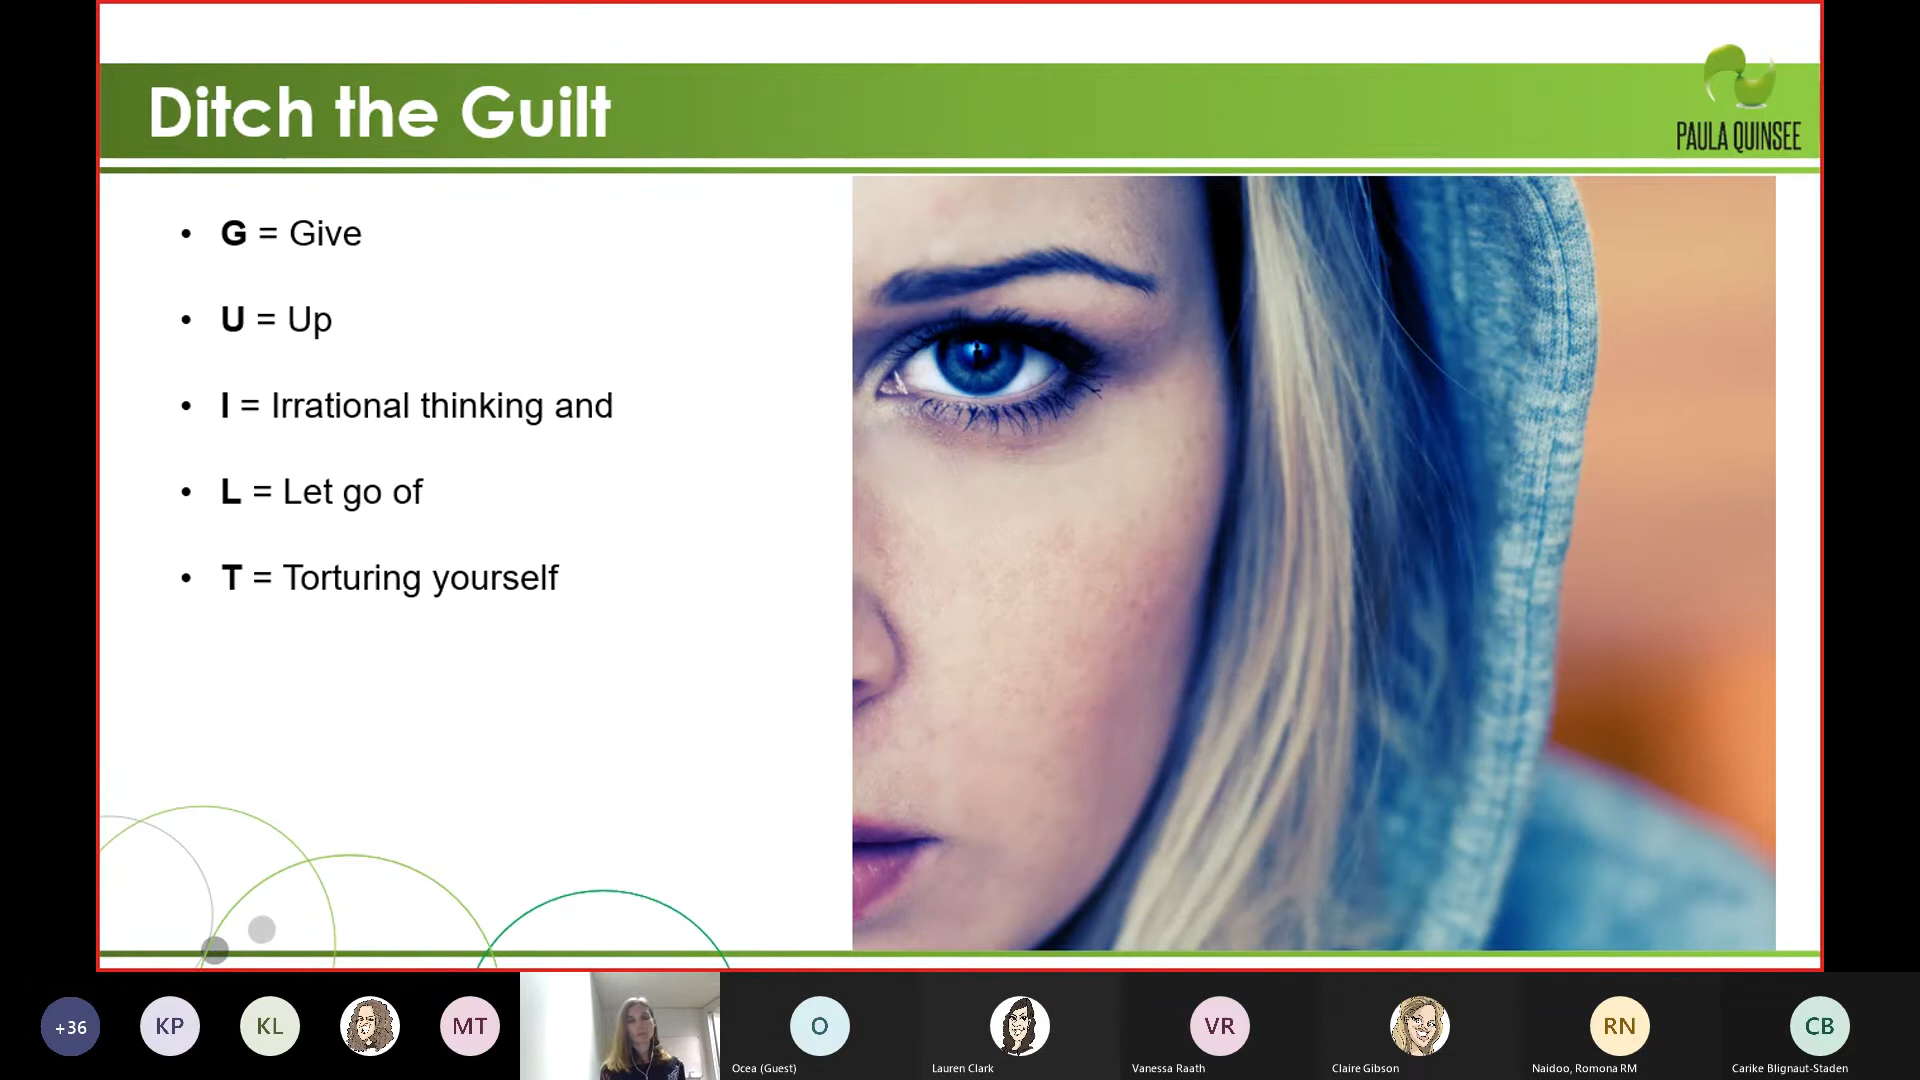 Ditch the Guilt
PAULA QUINSEE
• G = Give
• U = Up
• I = Irrational thinking and
• L = Let go of
• T = Torturing yourself
+36
KP
KL
MT
O
VR
RN
CB
Ocea (Guest)
Lauren Clark
Vanessa Raath
Claire Gibson
Naidoo, Romona RM
Carike Blignaut-Staden